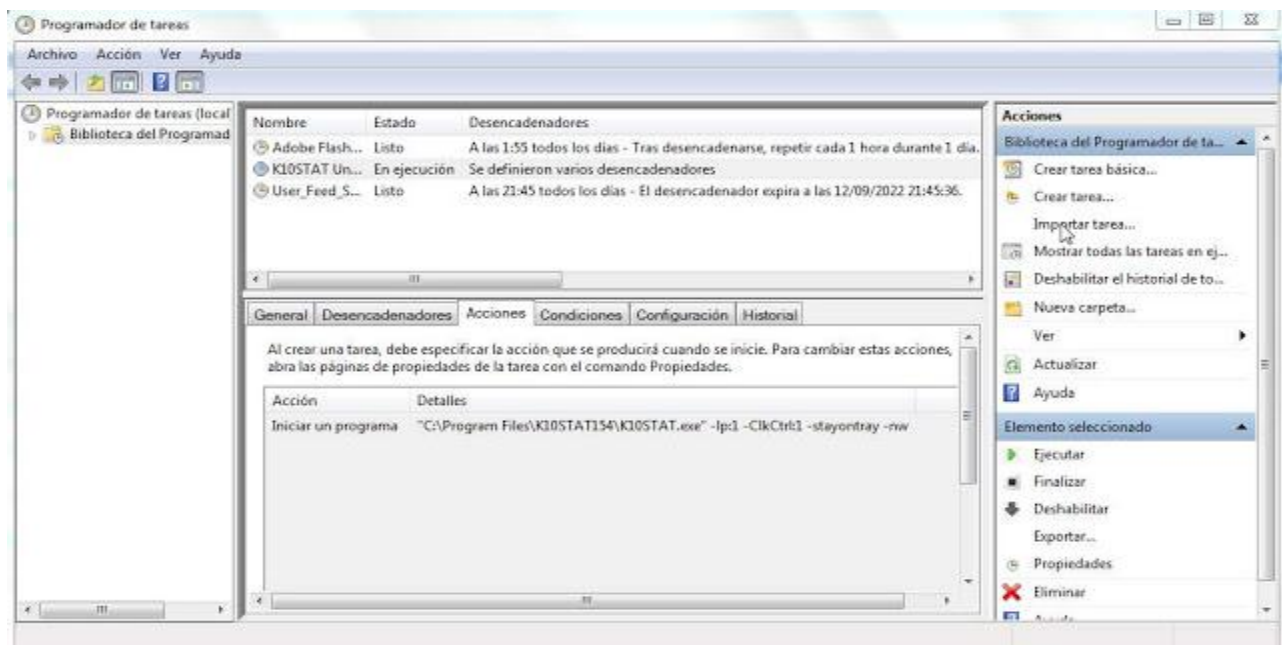 Programador de tareas
Archivo Acción Ver Ayuda
Programador de tareas (local
Biblioteca del Programad
Nombre Estado Desencadenadores
Adobe Flash... Listo A las 1:55 todos los días - Tras desencadenarse, repetir cada 1 hora durante 1 día.
K10STAT Un... En ejecución Se definieron varios desencadenadores
User_Feed_S... Listo A las 21:45 todos los días - El desencadenador expira a las 12/09/2022 21:45:36.
General Desencadenadores Acciones Condiciones Configuración Historial
Al crear una tarea, debe especificar la acción que se producirá cuando se inicie. Para cambiar estas acciones,
abra las páginas de propiedades de la tarea con el comando Propiedades.
Acción Detalles
Iniciar un programa "C:\Program Files\K10STAT154\K10STAT.exe" -lp:1 -ClkCtrl:1 -stayontray -nw
Acciones
Biblioteca del Programador de ta...
Crear tarea básica...
Crear tarea...
Importar tarea...
Mostrar todas las tareas en ej...
Deshabilitar el historial de to...
Nueva carpeta...
Ver
Actualizar
Ayuda
Elemento seleccionado
Ejecutar
Finalizar
Deshabilitar
Exportar...
Propiedades
Eliminar